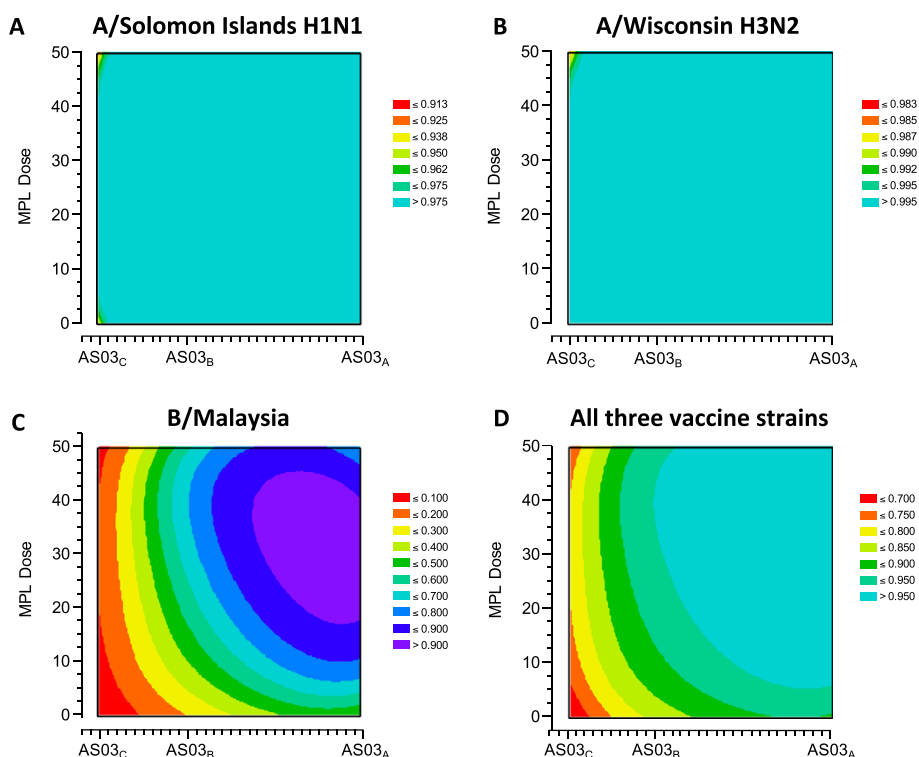 A
A/Solomon Islands H1N1
50
40
30
20
10
0
MPL Dose
AS03C
AS03B
AS03A
≤ 0.913
≤ 0.925
≤ 0.938
≤ 0.950
≤ 0.962
≤ 0.975
> 0.975
B
A/Wisconsin H3N2
50
40
30
20
10
0
MPL Dose
AS03C
AS03B
AS03A
≤ 0.983
≤ 0.985
≤ 0.987
≤ 0.990
≤ 0.992
≤ 0.995
> 0.995
C
B/Malaysia
50
40
30
20
10
0
MPL Dose
AS03C
AS03B
AS03A
≤ 0.100
≤ 0.200
≤ 0.300
≤ 0.400
≤ 0.500
≤ 0.600
≤ 0.700
≤ 0.800
≤ 0.900
> 0.900
D
All three vaccine strains
50
40
30
20
10
0
MPL Dose
AS03C
AS03B
AS03A
≤ 0.700
≤ 0.750
≤ 0.800
≤ 0.850
≤ 0.900
≤ 0.950
> 0.950